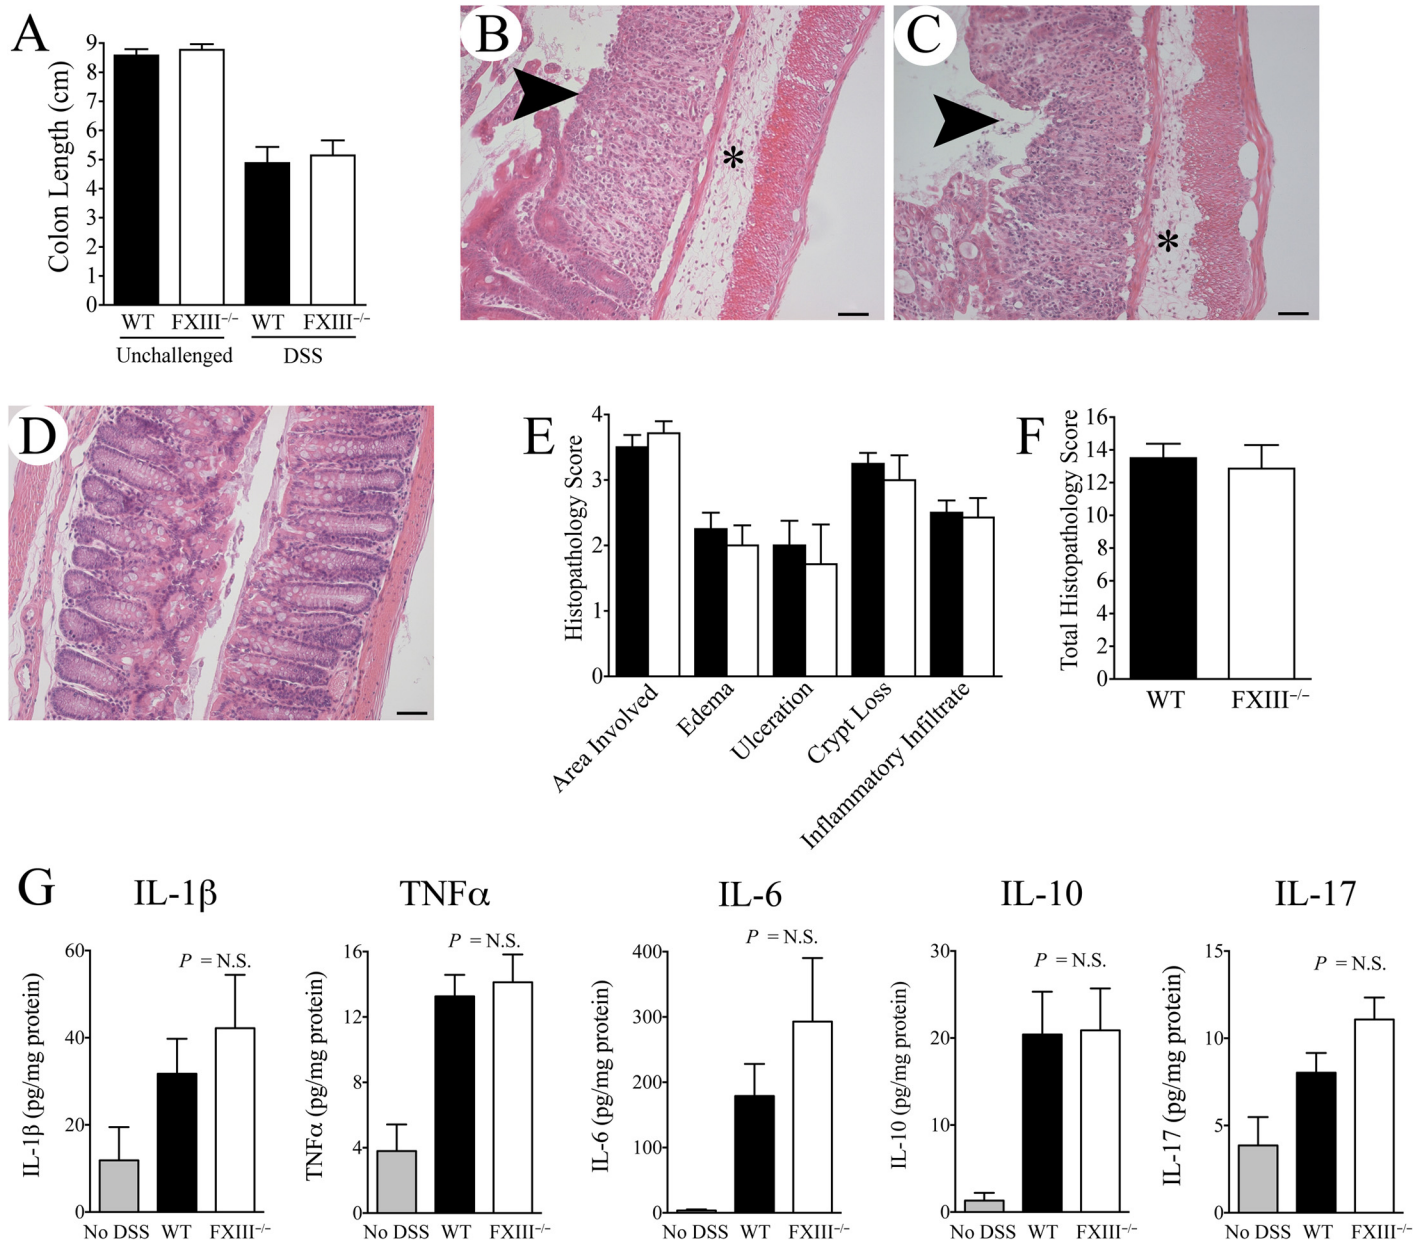 A
Colon Length (cm)
9
8
6
5
4
3
2
1
0
WT FXIII⁻/⁻ WT FXIII⁻/⁻
Unchallenged DSS
B
*
C
*
D
E
Histopathology Score
4
3
2
1
0
Area Involved
Edema
Ulceration
Crypt Loss
Inflammatory Infiltrate
F
Total Histopathology Score
16
14
12
10
8
6
4
2
0
WT FXIII⁻/⁻
G
IL-1β
P = N.S.
IL-1β (pg/mg protein)
60
40
20
0
No DSS WT FXIII⁻/⁻
TNFα
P = N.S.
TNFα (pg/mg protein)
16
12
8
4
0
No DSS WT FXIII⁻/⁻
IL-6
P = N.S.
IL-6 (pg/mg protein)
400
300
200
100
0
No DSS WT FXIII⁻/⁻
IL-10
P = N.S.
IL-10 (pg/mg protein)
30
20
10
0
No DSS WT FXIII⁻/⁻
IL-17
P = N.S.
IL-17 (pg/mg protein)
15
10
5
0
No DSS WT FXIII⁻/⁻